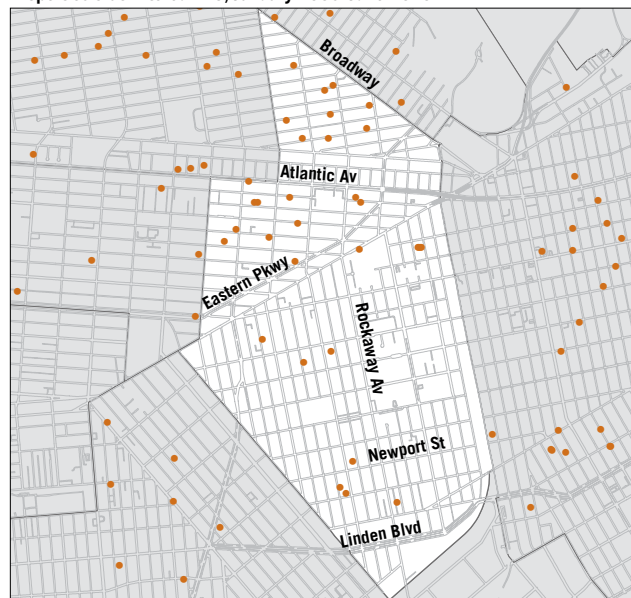 Broadway
Atlantic Av
Eastern Pkwy
Rockaway Av
Newport St
Linden Blvd